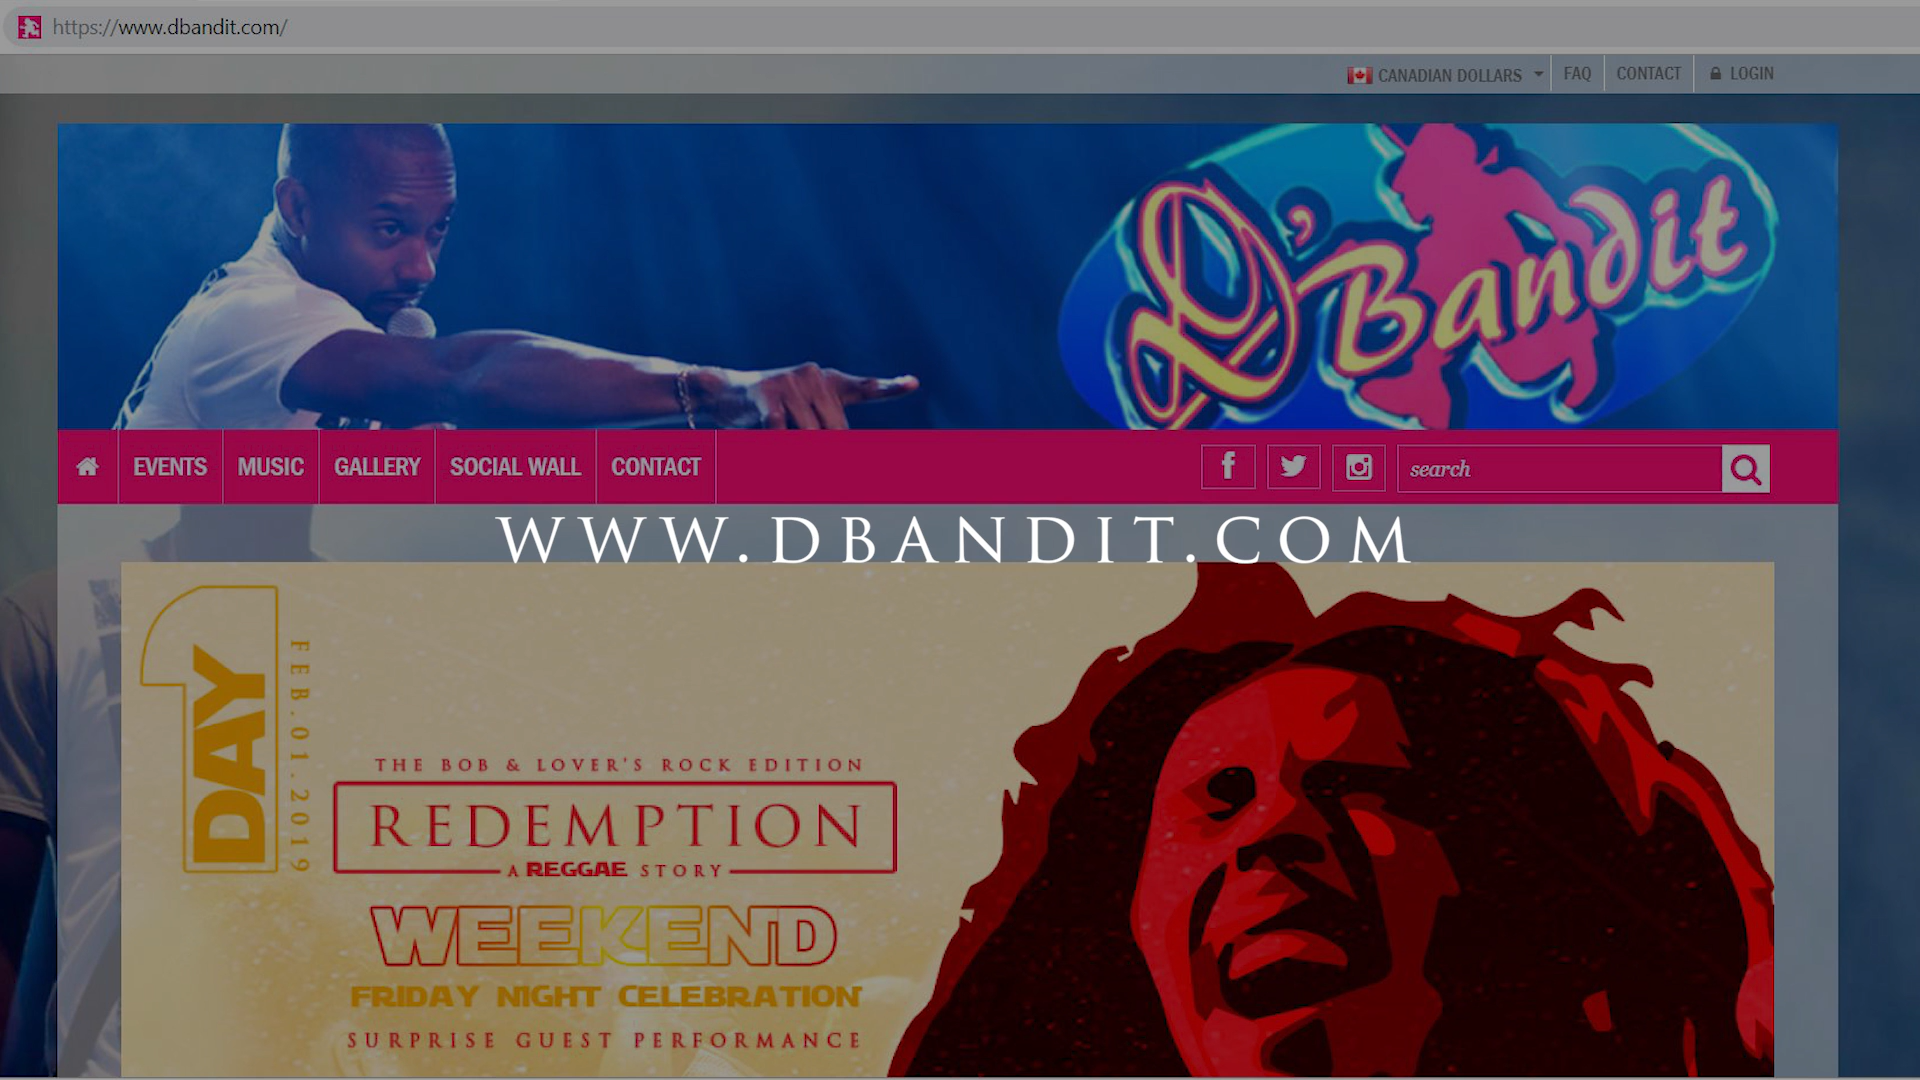 https://www.dbandit.com/
CANADIAN DOLLARS FAQ CONTACT LOGIN
D'Bandit
EVENTS MUSIC GALLERY SOCIAL WALL CONTACT search
WWW.DBANDIT.COM
DAY 1
FEB.01.2019
THE BOB & LOVER'S ROCK EDITION
REDEMPTION
A REGGAE STORY
WEEKEND
FRIDAY NIGHT CELEBRATION
SURPRISE GUEST PERFORMANCE